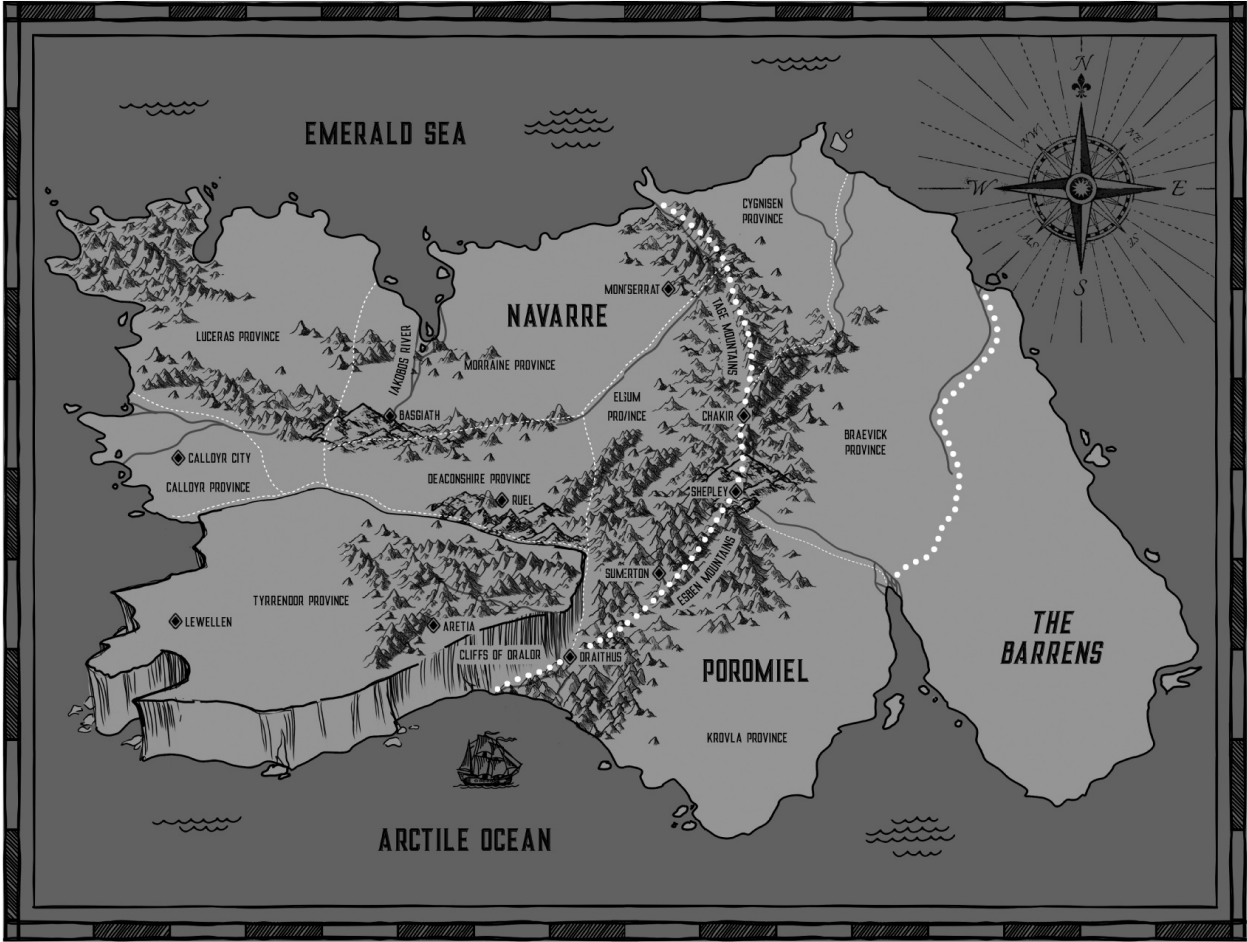 N
NW
NE
W
E
S
EMERALD SEA
CYGNISEN
PROVINCE
MONTSERRAT
NAVARRE
TAGE MOUNTAINS
LUCERAS PROVINCE
IAKOBOS RIVER
MORRAINE PROVINCE
ELSUM
PROVINCE
BASGIATH
CHAKIR
BRAEVICK
PROVINCE
CALLDYR CITY
DEACONSHIRE PROVINCE
CALLDYR PROVINCE
RUEL
SHEPLEY
SUMERTON
ESBEN MOUNTAINS
TYRRENDOR PROVINCE
LEWELLEN
ARETIA
CLIFFS OF DRALOR
DRAITHUS
THE
BARRENS
POROMIEL
KROVLA PROVINCE
ARCTILE OCEAN